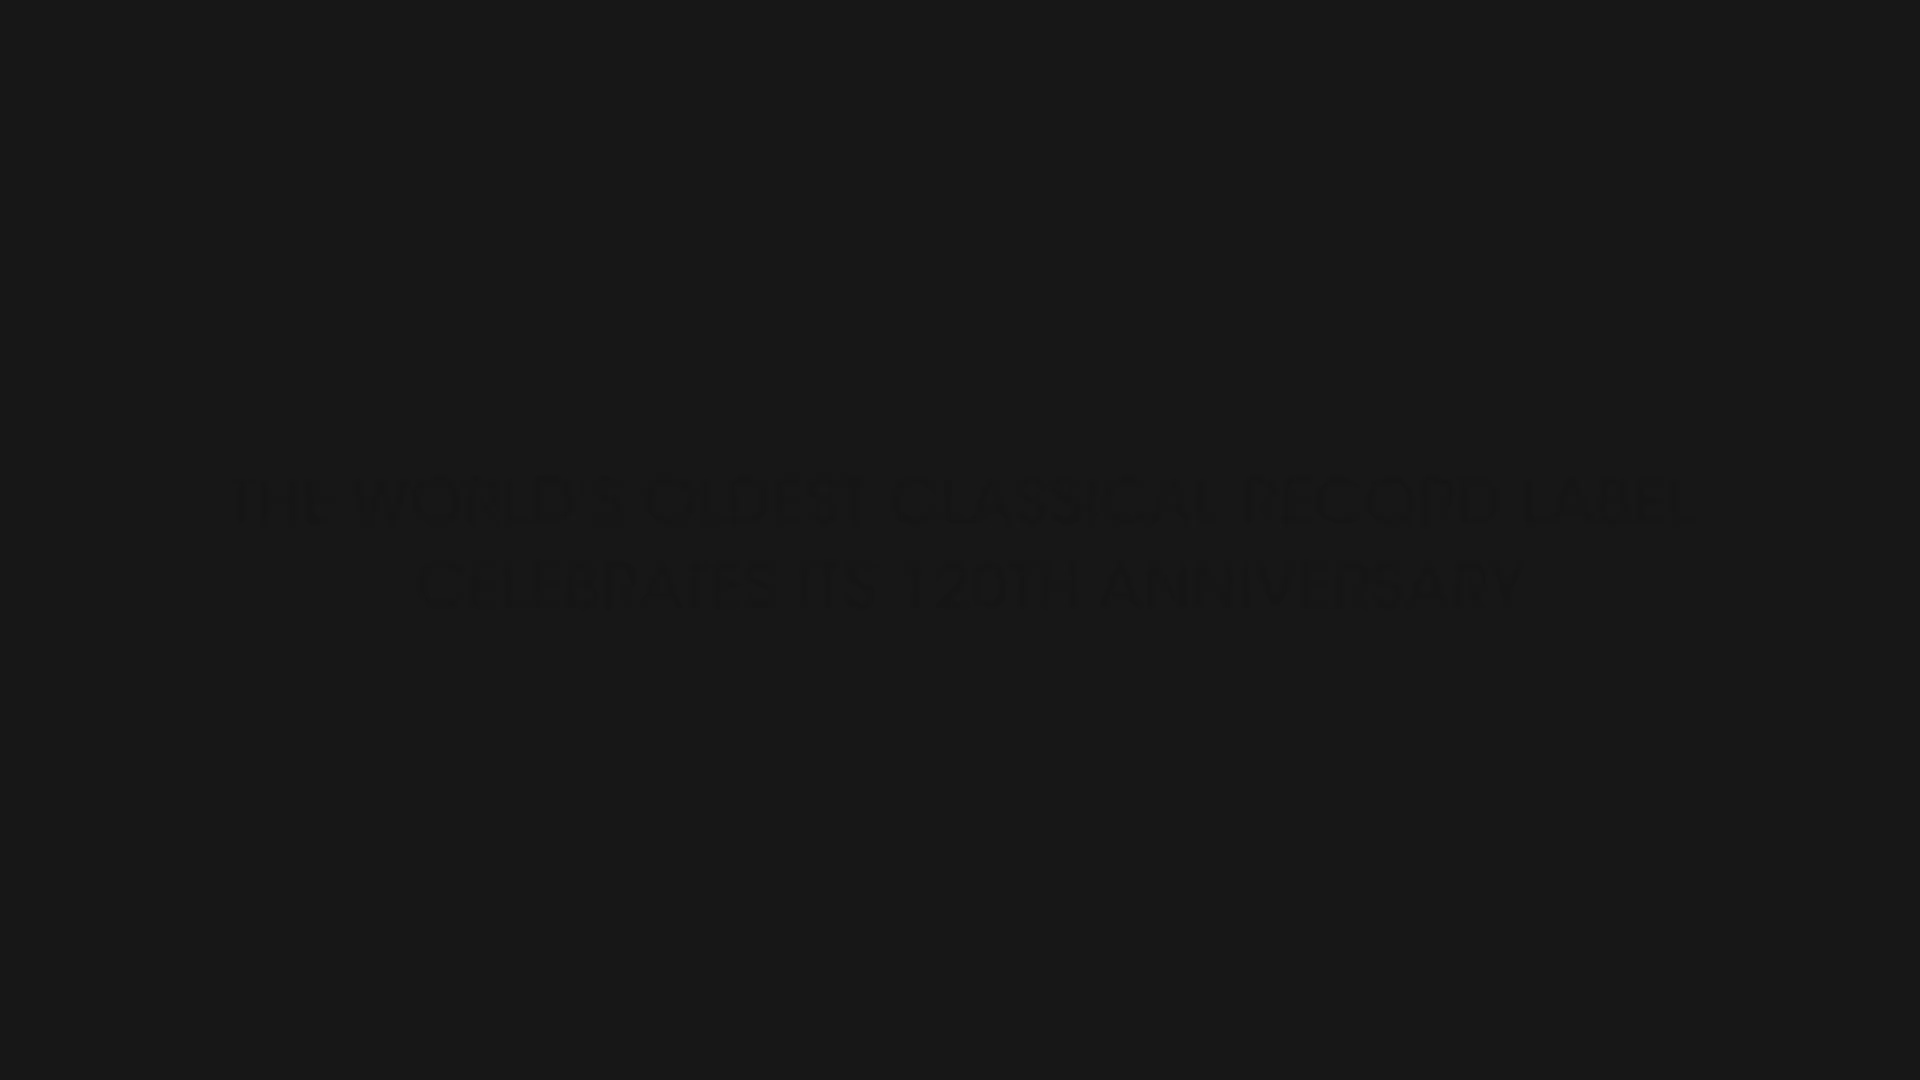 THE WORLD'S OLDEST CLASSICAL RECORD LABEL
CELEBRATES ITS 120TH ANNIVERSARY